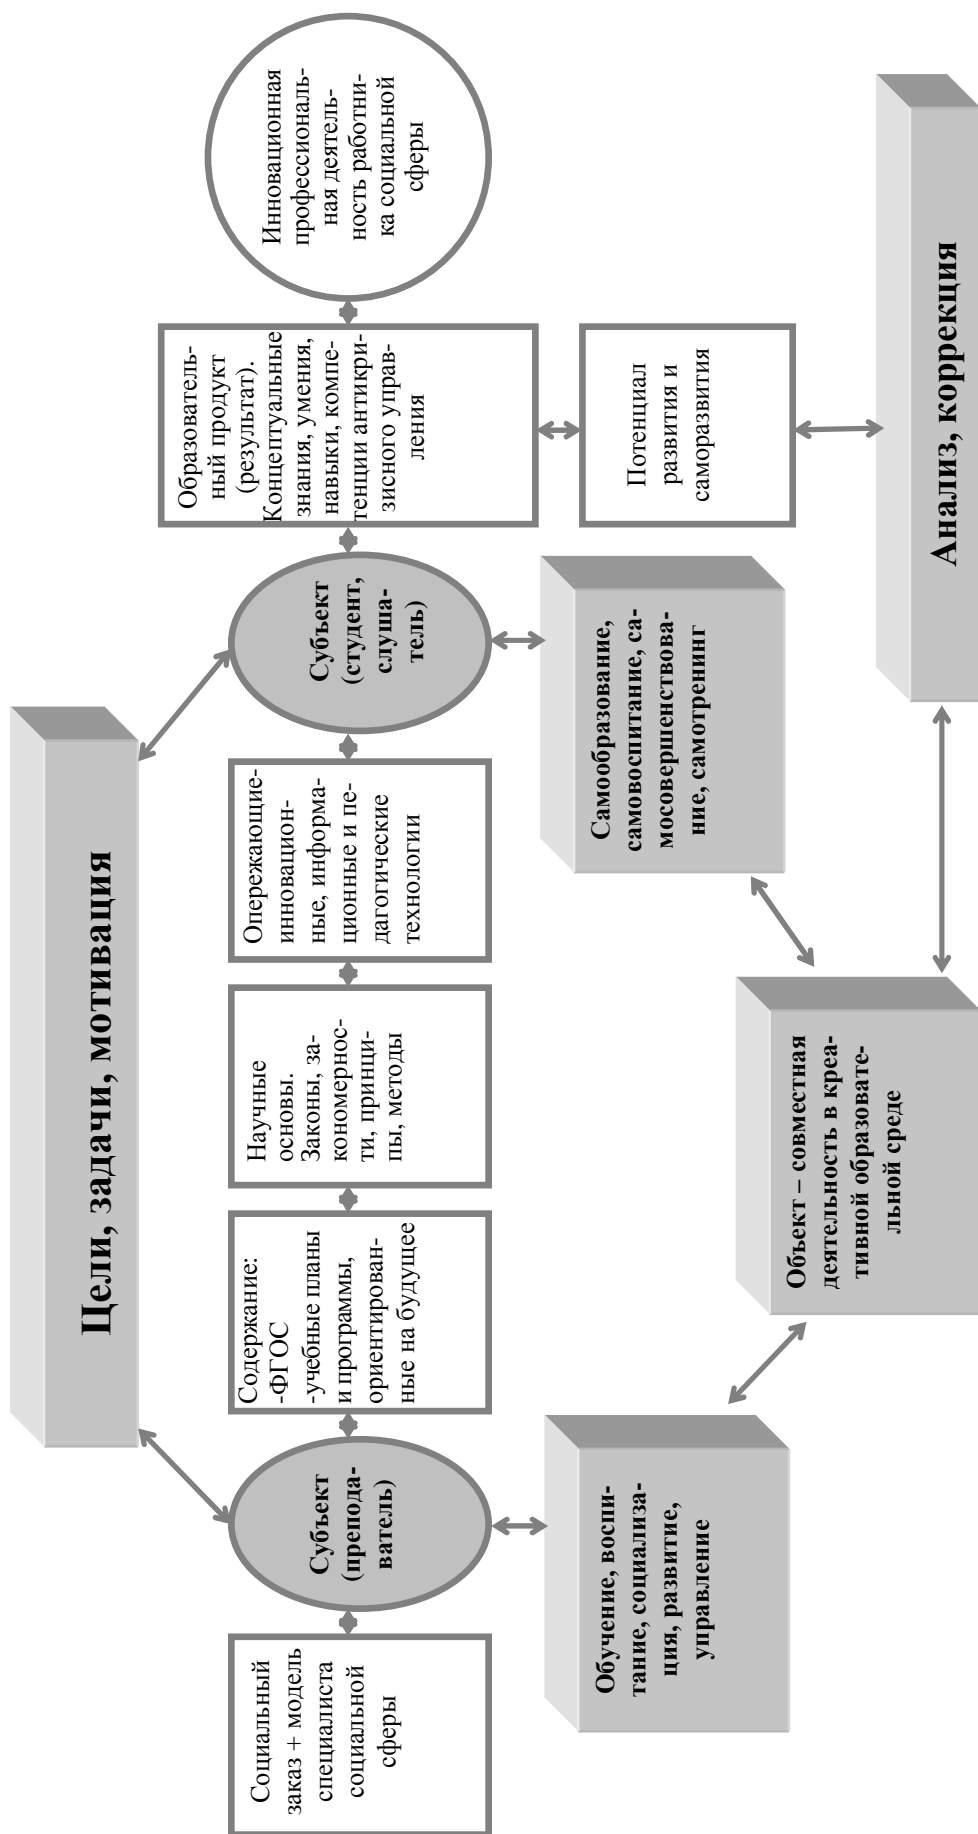 Цели, задачи, мотивация
Социальный
заказ + модель
специалиста
социальной
сферы
Субъект
(препода-
ватель)
Содержание:
-ФГОС
-учебные планы
и программы,
ориентирован-
ные на будущее
Научные
основы.
Законы, за-
кономернос-
ти, принци-
пы, методы
Опережающие-
инновацион-
ные, информа-
ционные и пе-
дагогические
технологии
Субъект
(студент,
слуша-
тель)
Образователь-
ный продукт
(результат).
Концептуальные
знания, умения,
навыки, компе-
тенции антикри-
зисного управ-
ления
Инновационная
профессиональ-
ная деятель-
ность работни-
ка социальной
сферы
Обучение, воспи-
тание, социализа-
ция, развитие,
управление
Самообразование,
самовоспитание, са-
мосовершенствова-
ние, самотренинг
Потенциал
развития и
саморазвития
Объект – совместная
деятельность в креа-
тивной образовате-
льной среде
Анализ, коррекция